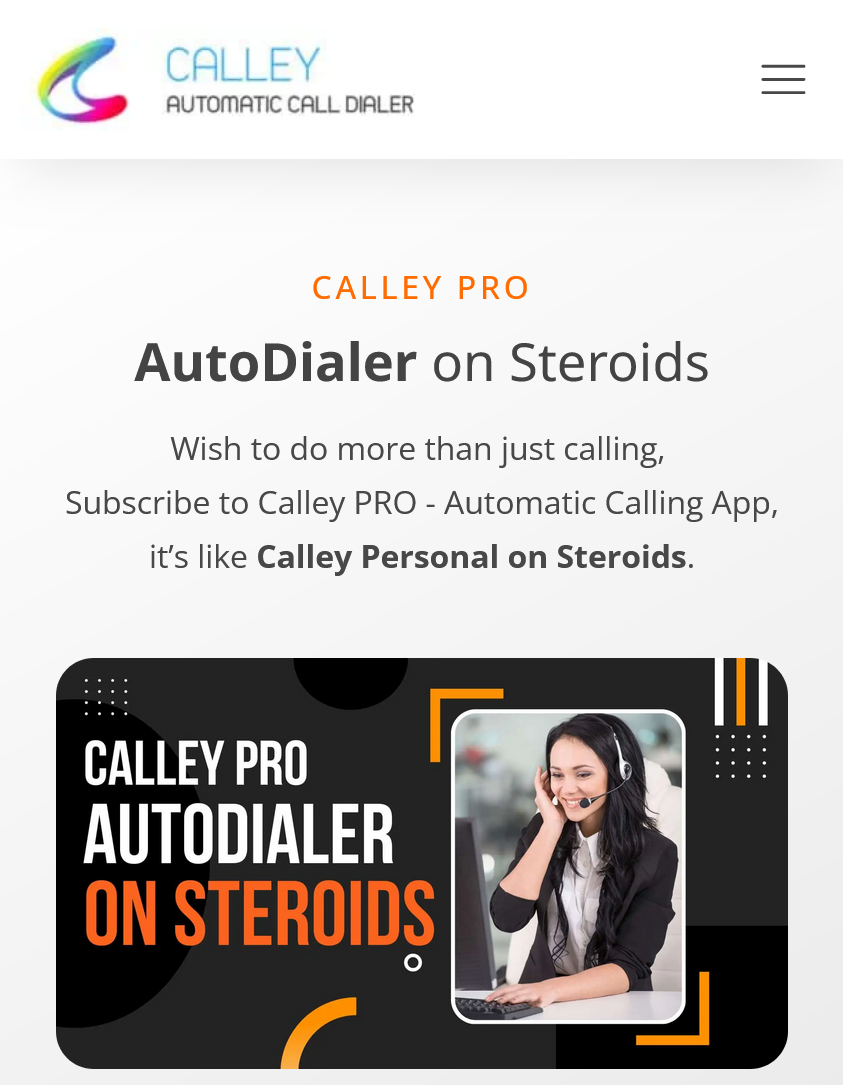 CALLEY
AUTOMATIC CALL DIALER
CALLEY PRO
AutoDialer on Steroids
Wish to do more than just calling,
Subscribe to Calley PRO - Automatic Calling App,
it’s like Calley Personal on Steroids.
CALLEY PRO
AUTODIALER
ON STEROIDS